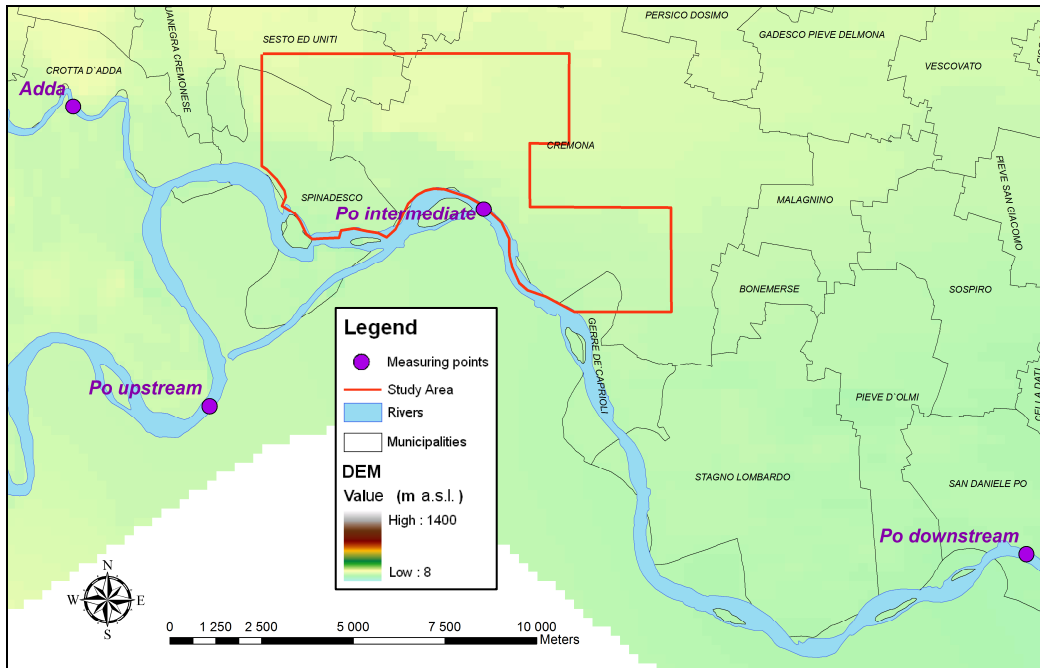 PERSICO DOSIMO
SESTO ED UNITI
GADESCO PIEVE DELMONA
UANEGRA CREMONESE
VESCOVATO
CROTTA D`ADDA
Adda
CREMONA
PIEVE SAN GIACOMO
SPINADESCO
MALAGNINO
Po intermediate
BONEMERSE
SOSPIRO
GERRE DE`CAPRIOLI
Legend
Measuring points
Study Area
Rivers
Municipalities
DEM
Value (m a.s.l.)
High : 1400
Low : 8
Po upstream
PIEVE D`OLMI
STAGNO LOMBARDO
SAN DANIELE PO
Po downstream
N
W E
S
0 1 250 2 500 5 000 7 500 10 000
Meters